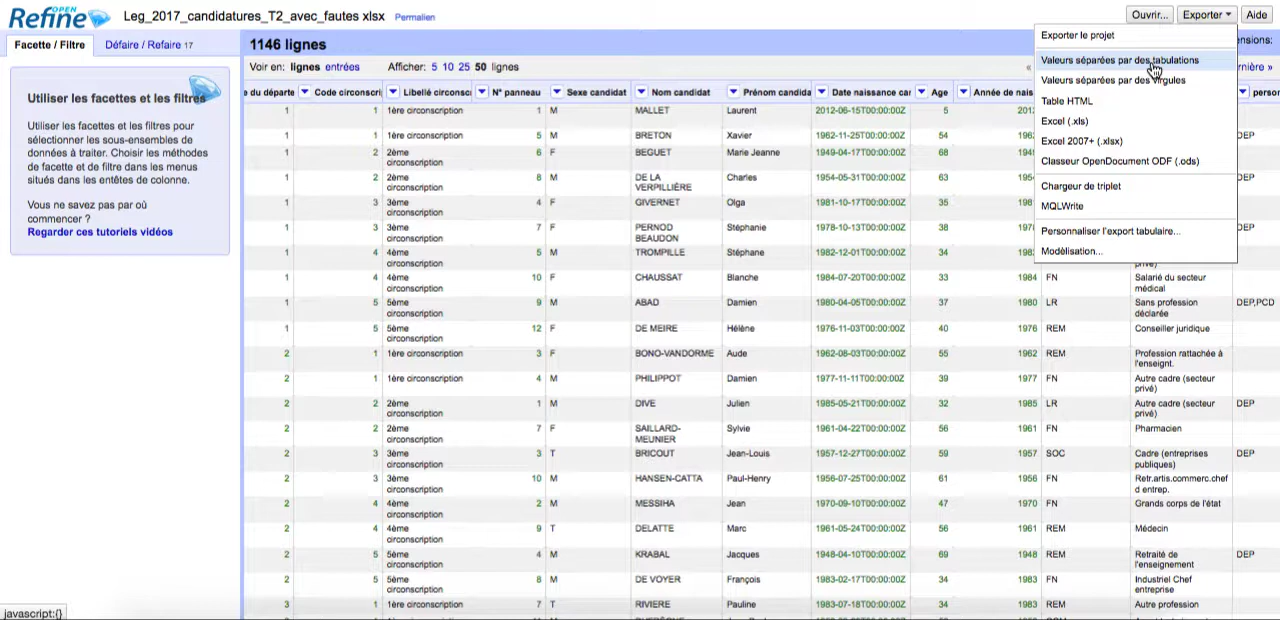 OPEN
Refine
Leg_2017_candidatures_T2_avec_fautes xlsx Permalien
Ouvrir... Exporter Aide
Facette / Filtre Défaire / Refaire 17
1146 lignes
ensions:
Voir en: lignes entrées Afficher: 5 10 25 50 lignes « rnière »
Utiliser les facettes et les filtres
Utiliser les facettes et les filtres pour
sélectionner les sous-ensembles de
données à traiter. Choisir les méthodes
de facette et de filtre dans les menus
situés dans les entêtes de colonne.
Vous ne savez pas par où
commencer ?
Regarder ces tutoriels vidéos
Exporter le projet
Valeurs séparées par des tabulations
Valeurs séparées par des virgules
Table HTML
Excel (.xls)
Excel 2007+ (.xlsx)
Classeur OpenDocument ODF (.ods)
Chargeur de triplet
MQLWrite
Personnaliser l'export tabulaire...
Modélisation...
e du départe Code circonscri Libellé circonsc N° panneau Sexe candidat Nom candidat Prénom candida Date naissance car Age Année de nais person
1 1 1ère circonscription 1 M MALLET Laurent 2012-06-15T00:00:00Z 5 201
1 1 1ère circonscription 5 M BRETON Xavier 1962-11-25T00:00:00Z 54 196 DEP
1 2 2ème circonscription 6 F BEGUET Marie Jeanne 1949-04-17T00:00:00Z 68 194
1 2 2ème circonscription 8 M DE LA VERPILLIÈRE Charles 1954-05-31T00:00:00Z 63 195 DEP
1 3 3ème circonscription 4 F GIVERNET Olga 1981-10-17T00:00:00Z 35 198
1 3 3ème circonscription 7 F PERNOD BEAUDON Stéphanie 1978-10-13T00:00:00Z 38 197 DEP
1 4 4ème circonscription 5 M TROMPILLE Stéphane 1982-12-01T00:00:00Z 34 198 privé)
1 4 4ème circonscription 10 F CHAUSSAT Blanche 1984-07-20T00:00:00Z 33 1984 FN Salarié du secteur médical
1 5 5ème circonscription 9 M ABAD Damien 1980-04-05T00:00:00Z 37 1980 LR Sans profession déclarée DEP,PCD
1 5 5ème circonscription 12 F DE MEIRE Hélène 1976-11-03T00:00:00Z 40 1976 REM Conseiller juridique
2 1 1ère circonscription 3 F BONO-VANDORME Aude 1962-08-03T00:00:00Z 55 1962 REM Profession rattachée à l'enseignt.
2 1 1ère circonscription 4 M PHILIPPOT Damien 1977-11-11T00:00:00Z 39 1977 FN Autre cadre (secteur privé)
2 2 2ème circonscription 1 M DIVE Julien 1985-05-21T00:00:00Z 32 1985 LR Autre cadre (secteur privé) DEP
2 2 2ème circonscription 7 F SAILLARD-MEUNIER Sylvie 1961-04-22T00:00:00Z 56 1961 FN Pharmacien
2 3 3ème circonscription 3 T BRICOUT Jean-Louis 1957-12-27T00:00:00Z 59 1957 SOC Cadre (entreprises publiques) DEP
2 3 3ème circonscription 10 M HANSEN-CATTA Paul-Henry 1956-07-25T00:00:00Z 61 1956 FN Retr.artis.commerc.chef d entrep.
2 4 4ème circonscription 2 M MESSIHA Jean 1970-09-10T00:00:00Z 47 1970 FN Grands corps de l'état
2 4 4ème circonscription 9 T DELATTE Marc 1961-05-24T00:00:00Z 56 1961 REM Médecin
2 5 5ème circonscription 4 M KRABAL Jacques 1948-04-10T00:00:00Z 69 1948 REM Retraité de l'enseignement DEP
2 5 5ème circonscription 8 M DE VOYER François 1983-02-17T00:00:00Z 34 1983 FN Industriel Chef entreprise
3 1 1ère circonscription 7 T RIVIERE Pauline 1983-07-18T00:00:00Z 34 1983 REM Autre profession
javascript:{}